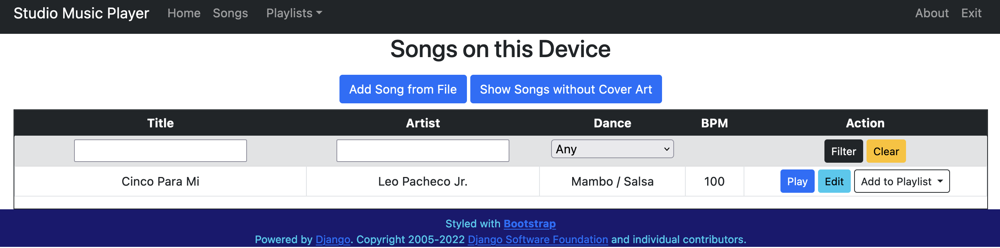 Studio Music Player Home Songs Playlists About Exit
Songs on this Device
Add Song from File Show Songs without Cover Art
Title Artist Dance BPM Action
Any Filter Clear
Cinco Para Mi Leo Pacheco Jr. Mambo / Salsa 100 Play Edit Add to Playlist
Styled with Bootstrap
Powered by Django. Copyright 2005-2022 Django Software Foundation and individual contributors.